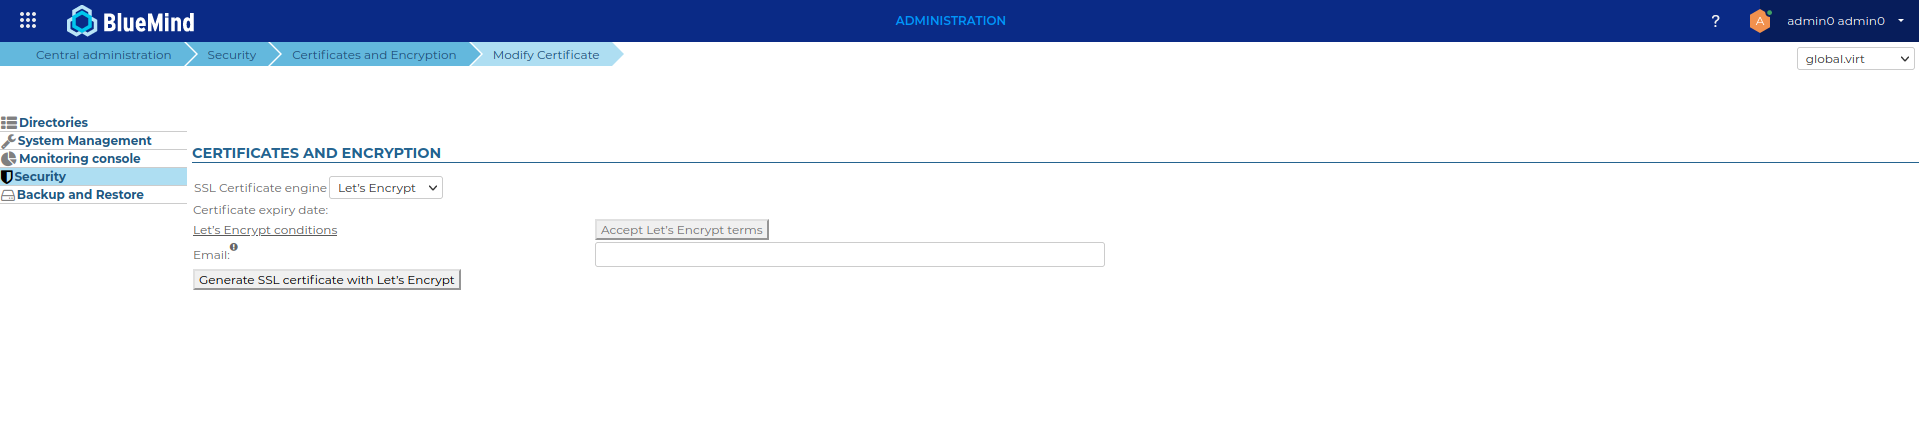 BlueMind
ADMINISTRATION
?
A
admin0 admin0
Central administration
Security
Certificates and Encryption
Modify Certificate
global.virt
Directories
System Management
Monitoring console
Security
Backup and Restore
CERTIFICATES AND ENCRYPTION
SSL Certificate engine Let's Encrypt
Certificate expiry date:
Let's Encrypt conditions Accept Let's Encrypt terms
Email:
Generate SSL certificate with Let's Encrypt